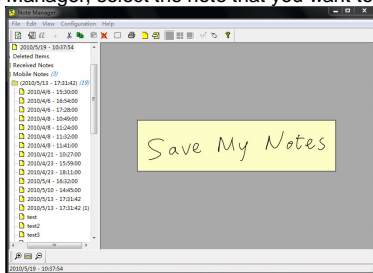 Manager, select the note that you want to
Note Manager
File Edit View Configuration Help
2010/5/19 - 10:37:54
Deleted Items
Received Notes
Mobile Notes (3)
(2010/5/13 - 17:31:42) (19)
2010/4/6 - 15:30:00
2010/4/6 - 16:54:00
2010/4/6 - 17:28:00
2010/4/8 - 10:49:00
2010/4/8 - 11:24:00
2010/4/8 - 11:32:00
2010/4/8 - 11:41:00
2010/4/21 - 10:27:00
2010/4/23 - 15:59:00
2010/4/23 - 18:11:00
2010/5/4 - 16:32:00
2010/5/10 - 14:45:00
2010/5/13 - 17:31:42
2010/5/13 - 17:31:42 (1)
test
test2
test3
Save My Notes
2010/5/19 - 10:37:54